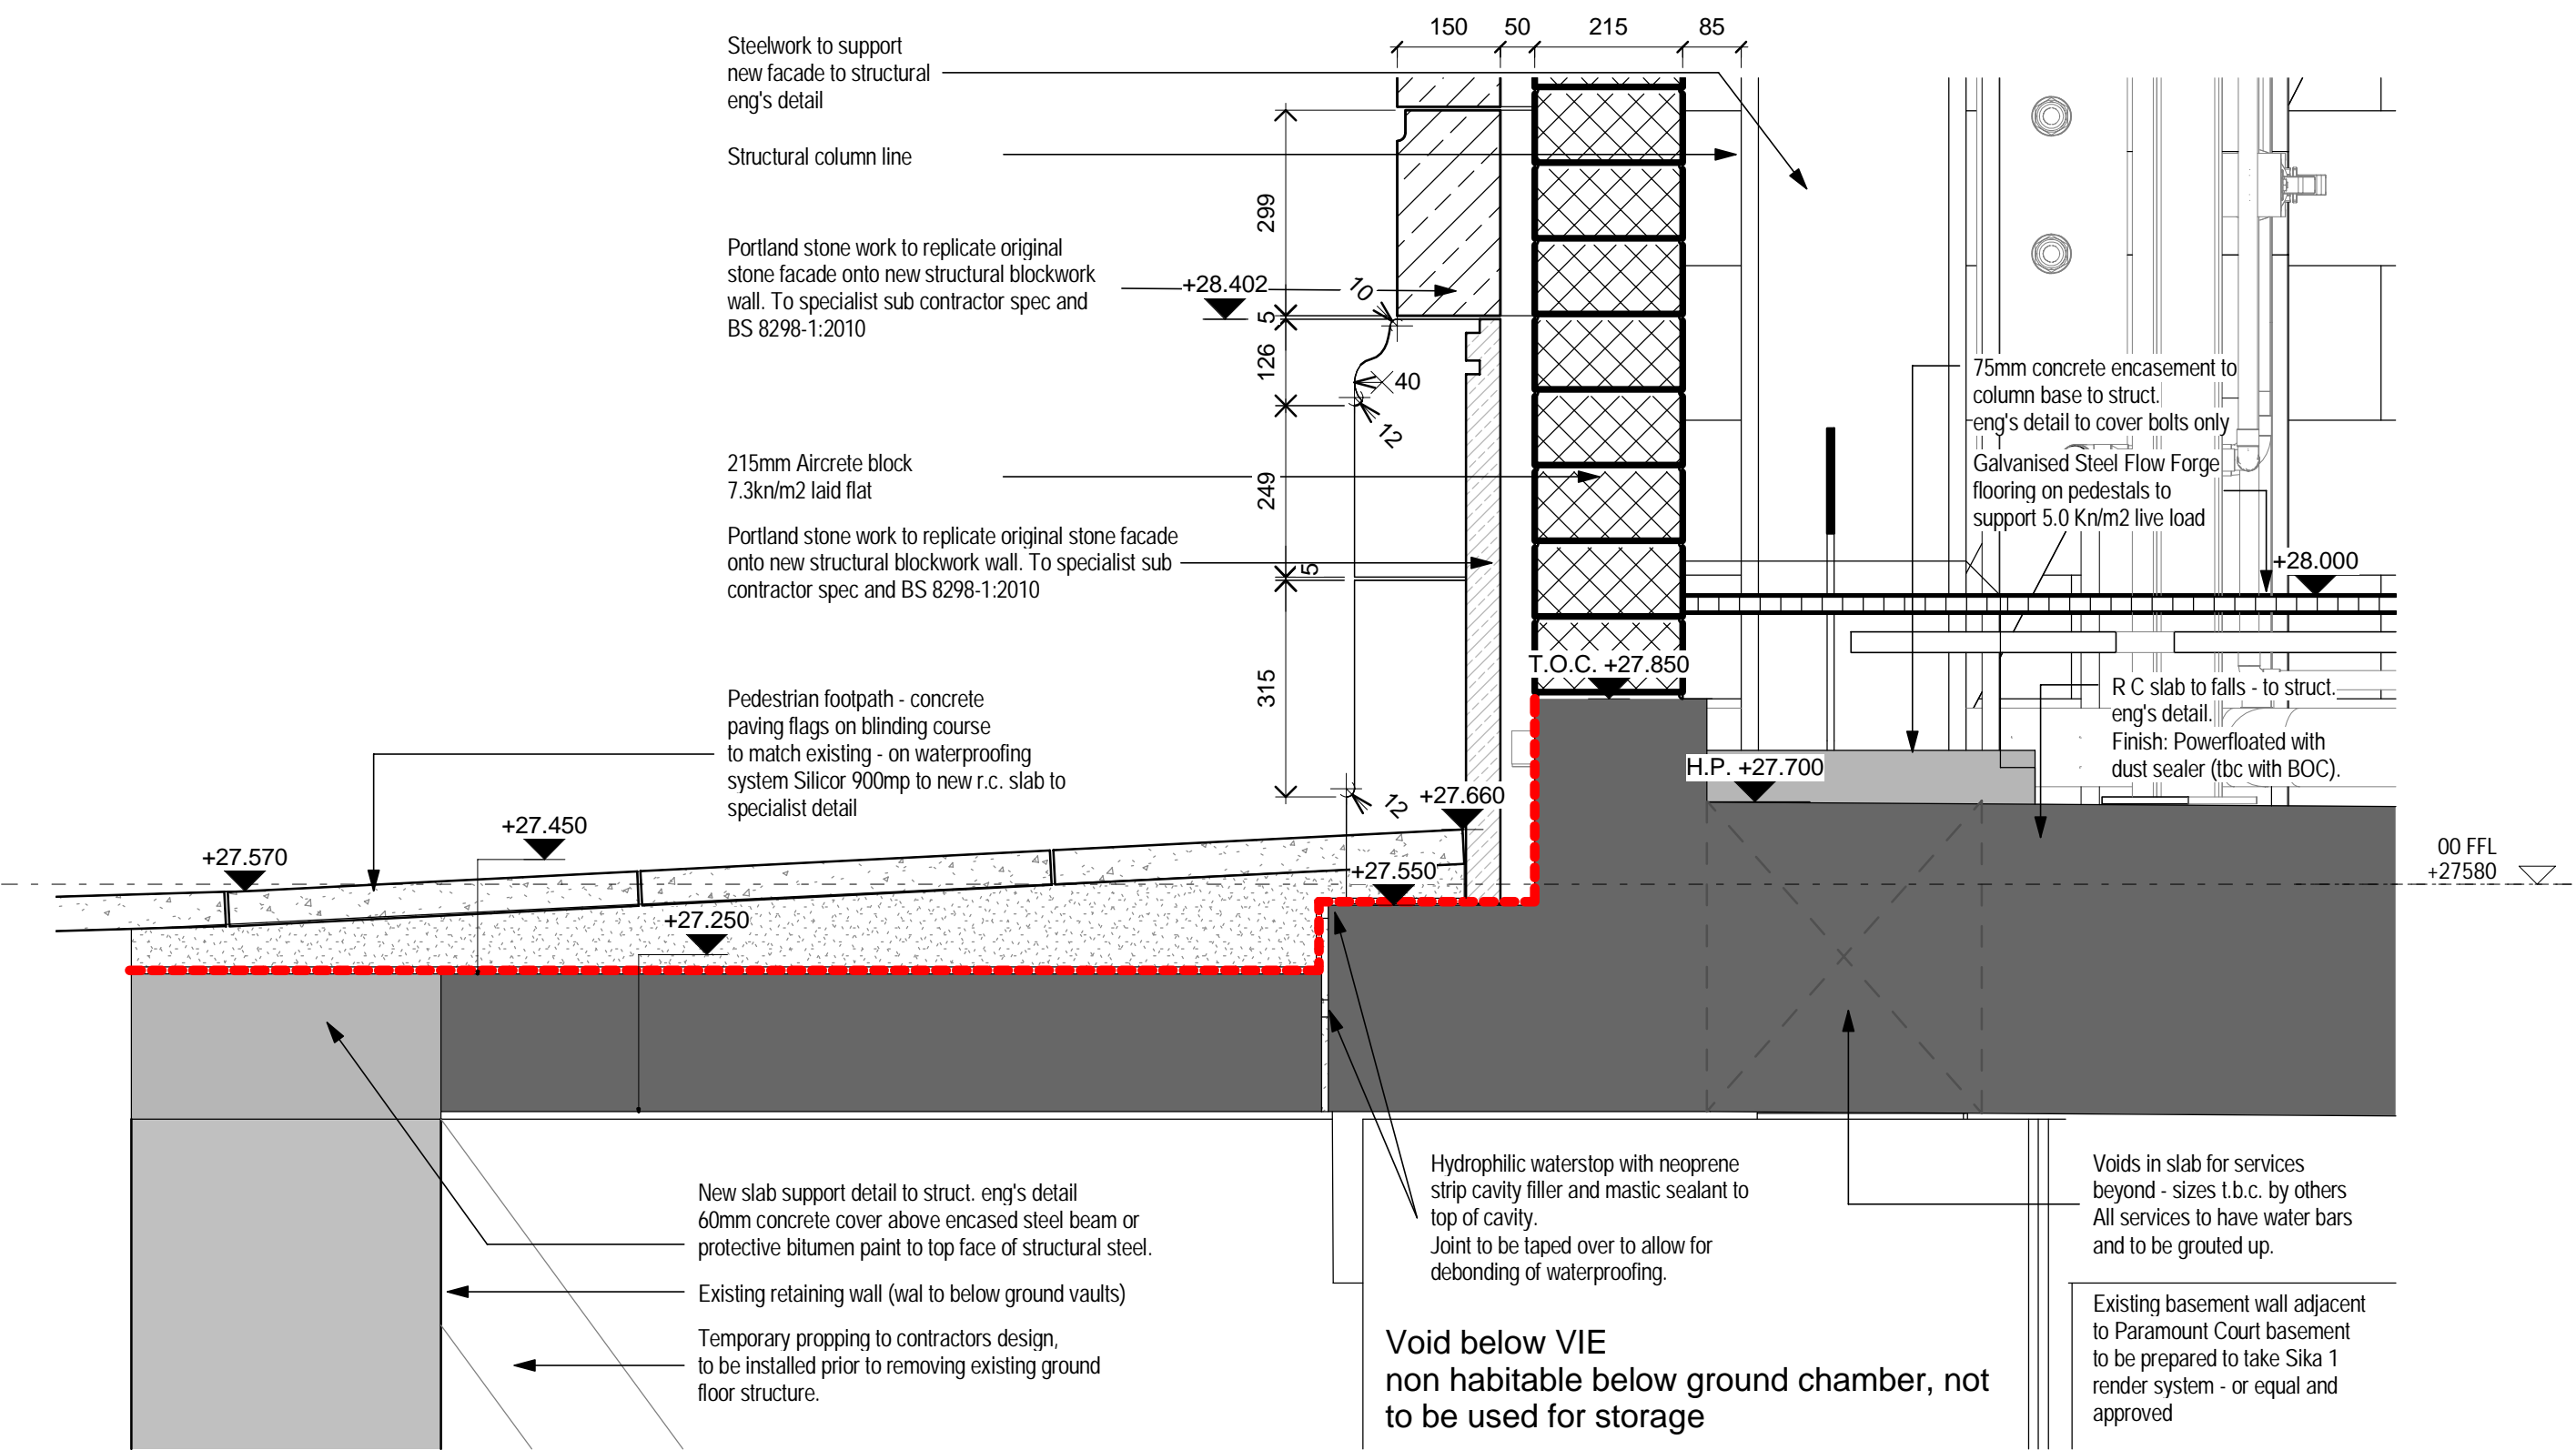 150 50 215 85
Steelwork to support
new facade to structural
eng's detail
Structural column line
299
Portland stone work to replicate original
stone facade onto new structural blockwork
wall. To specialist sub contractor spec and
BS 8298-1:2010
+28.402
10
5
126
40
12
75mm concrete encasement to
column base to struct.
eng's detail to cover bolts only
215mm Aircrete block
7.3kn/m2 laid flat
249
Galvanised Steel Flow Forge
flooring on pedestals to
support 5.0 Kn/m2 live load
Portland stone work to replicate original stone facade
onto new structural blockwork wall. To specialist sub
contractor spec and BS 8298-1:2010
5
+28.000
T.O.C. +27.850
315
Pedestrian footpath - concrete
paving flags on blinding course
to match existing - on waterproofing
system Silicor 900mp to new r.c. slab to
specialist detail
R C slab to falls - to struct.
eng's detail.
Finish: Powerfloated with
dust sealer (tbc with BOC).
H.P. +27.700
12
+27.660
+27.450
+27.570
+27.550
00 FFL
+27580
+27.250
New slab support detail to struct. eng's detail
60mm concrete cover above encased steel beam or
protective bitumen paint to top face of structural steel.
Existing retaining wall (wal to below ground vaults)
Temporary propping to contractors design,
to be installed prior to removing existing ground
floor structure.
Hydrophilic waterstop with neoprene
strip cavity filler and mastic sealant to
top of cavity.
Joint to be taped over to allow for
debonding of waterproofing.
Void below VIE
non habitable below ground chamber, not
to be used for storage
Voids in slab for services
beyond - sizes t.b.c. by others
All services to have water bars
and to be grouted up.
Existing basement wall adjacent
to Paramount Court basement
to be prepared to take Sika 1
render system - or equal and
approved